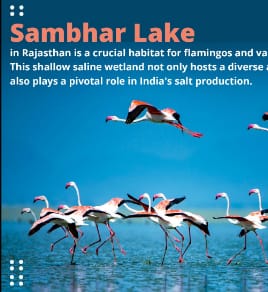 Sambhar Lake
in Rajasthan is a crucial habitat for flamingos and
This shallow saline wetland not only hosts a diverse
also plays a pivotal role in India's salt production.